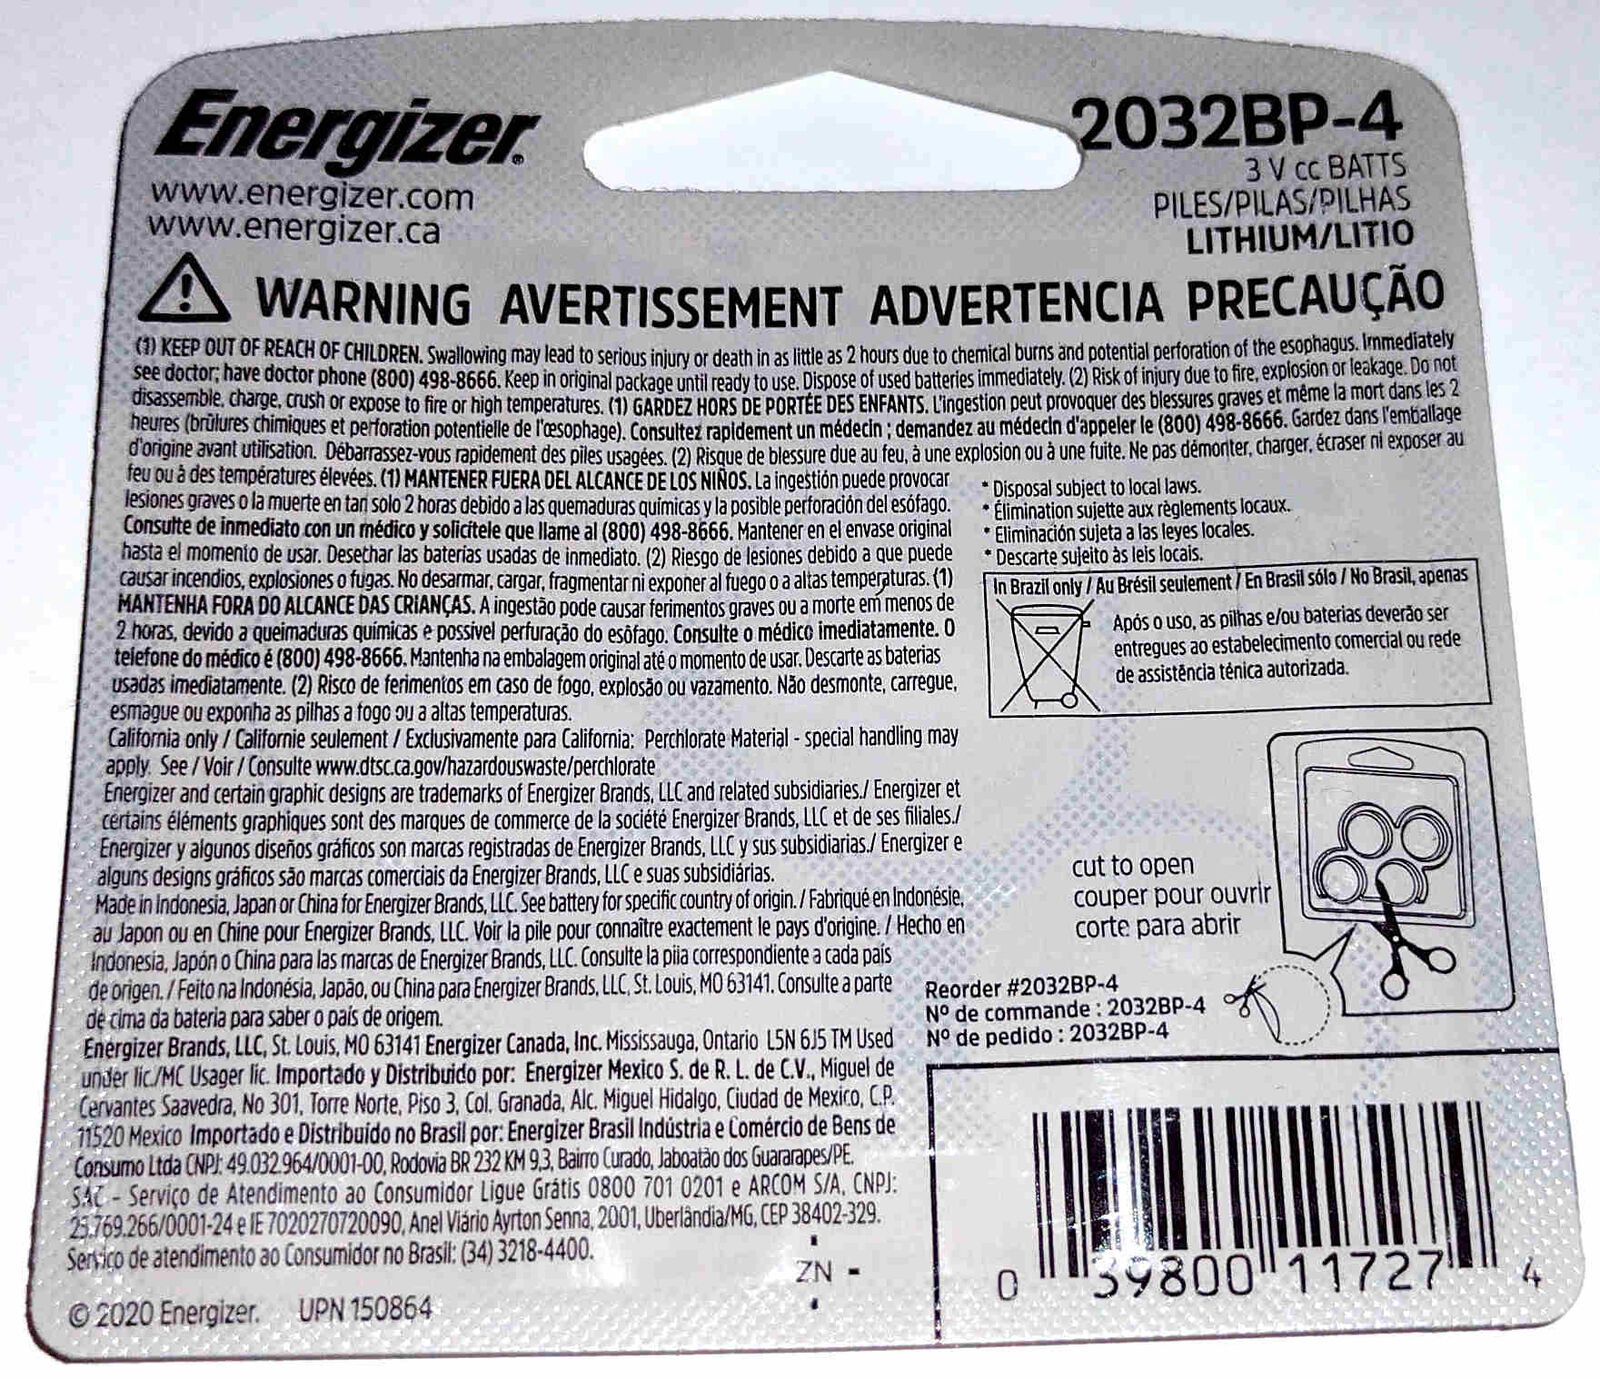 Energizer.
www.energizer.com
www.energizer.ca
2032BP-4
3 V cc BATTS
PILES/PILAS/PILHAS
LITHIUM/LITIO
WARNING AVERTISSEMENT ADVERTENCIA PRECAUÇÃO
(1) KEEP OUT OF REACH OF CHILDREN. Swallowing may lead to serious injury or death in as little as 2 hours due to chemical burns and potential perforation of the esophagus. Immediately
see doctor; have doctor phone (800) 498-8666. Keep in original package until ready to use. Dispose of used batteries immediately. (2) Risk of injury due to fire, explosion or leakage. Do not
disassemble, charge, crush or expose to fire or high temperatures. (1) GARDEZ HORS DE PORTÉE DES ENFANTS. L'ingestion peut provoquer des blessures graves et même la mort dans les 2
heures (brûlures chimiques et perforation potentielle de l'œsophage). Consultez rapidement un médecin ; demandez au médecin d'appeler le (800) 498-8666. Gardez dans l'emballage
d'origine avant utilisation. Débarrassez-vous rapidement des piles usagées. (2) Risque de blessure due au feu, à une explosion ou à une fuite. Ne pas démonter, charger, écraser ni exposer au
feu ou à des températures élevées. (1) MANTENER FUERA DEL ALCANCE DE LOS NIÑOS. La ingestión puede provocar
lesiones graves o la muerte en tan solo 2 horas debido a las quemaduras químicas y la posible perforación del esófago.
Consulte de inmediato con un médico y solicítele que llame al (800) 498-8666. Mantener en el envase original
hasta el momento de usar. Desechar las baterías usadas de inmediato. (2) Riesgo de lesiones debido a que puede
causar incendios, explosiones o fugas. No desarmar, cargar, fragmentar ni exponer al fuego o a altas temperaturas. (1)
MANTENHA FORA DO ALCANCE DAS CRIANÇAS. A ingestão pode causar ferimentos graves ou a morte em menos de
2 horas, devido a queimaduras químicas e possível perfuração do esôfago. Consulte o médico imediatamente. O
telefone do médico é (800) 498-8666. Mantenha na embalagem original até o momento de usar. Descarte as baterias
usadas imediatamente. (2) Risco de ferimentos em caso de fogo, explosão ou vazamento. Não desmonte, carregue,
esmague ou exponha as pilhas a fogo ou a altas temperaturas.
California only / Californie seulement / Exclusivamente para California: Perchlorate Material - special handling may
apply. See / Voir / Consulte www.dtsc.ca.gov/hazardouswaste/perchlorate
Energizer and certain graphic designs are trademarks of Energizer Brands, LLC and related subsidiaries./ Energizer et
certains éléments graphiques sont des marques de commerce de la société Energizer Brands, LLC et de ses filiales./
Energizer y algunos diseños gráficos son marcas registradas de Energizer Brands, LLC y sus subsidiarias./ Energizer e
alguns designs gráficos são marcas comerciais da Energizer Brands, LLC e suas subsidiárias.
Made in Indonesia, Japan or China for Energizer Brands, LLC. See battery for specific country of origin. / Fabriqué en Indonésie,
au Japon ou en Chine pour Energizer Brands, LLC. Voir la pile pour connaître exactement le pays d'origine. / Hecho en
Indonesia, Japón o China para las marcas de Energizer Brands, LLC. Consulte la pila correspondiente a cada país
de origen. / Feito na Indonésia, Japão, ou China para Energizer Brands, LLC, St. Louis, MO 63141. Consulte a parte
de cima da bateria para saber o país de origem.
Energizer Brands, LLC, St. Louis, MO 63141 Energizer Canada, Inc. Mississauga, Ontario L5N 6J5 TM Used
under lic./MC Usager lic. Importado y Distribuido por: Energizer Mexico S. de R. L. de C.V., Miguel de
Cervantes Saavedra, No 301, Torre Norte, Piso 3, Col. Granada, Alc. Miguel Hidalgo, Ciudad de Mexico, C.P.
11520 Mexico Importado e Distribuido no Brasil por: Energizer Brasil Indústria e Comércio de Bens de
Consumo Ltda CNPJ: 49.032.964/0001-00, Rodovia BR 232 KM 9,3, Bairro Curado, Jaboatão dos Guararapes/PE.
SAC - Serviço de Atendimento ao Consumidor Ligue Grátis 0800 701 0201 e ARCOM S/A, CNPJ:
25.769.266/0001-24 e IE 7020270720090, Anel Viário Ayrton Senna, 2001, Uberlândia/MG, CEP 38402-329.
Serviço de atendimento ao Consumidor no Brasil: (34) 3218-4400.
© 2020 Energizer. UPN 150864
ZN -
* Disposal subject to local laws.
* Élimination sujette aux règlements locaux.
* Eliminación sujeta a las leyes locales.
* Descarte sujeito às leis locais.
In Brazil only / Au Brésil seulement / En Brasil sólo / No Brasil, apenas
Após o uso, as pilhas e/ou baterias deverão ser
entregues ao estabelecimento comercial ou rede
de assistência ténica autorizada.
cut to open
couper pour ouvrir
corte para abrir
Reorder #2032BP-4
Nº de commande : 2032BP-4
Nº de pedido : 2032BP-4
0 39800 11727 4